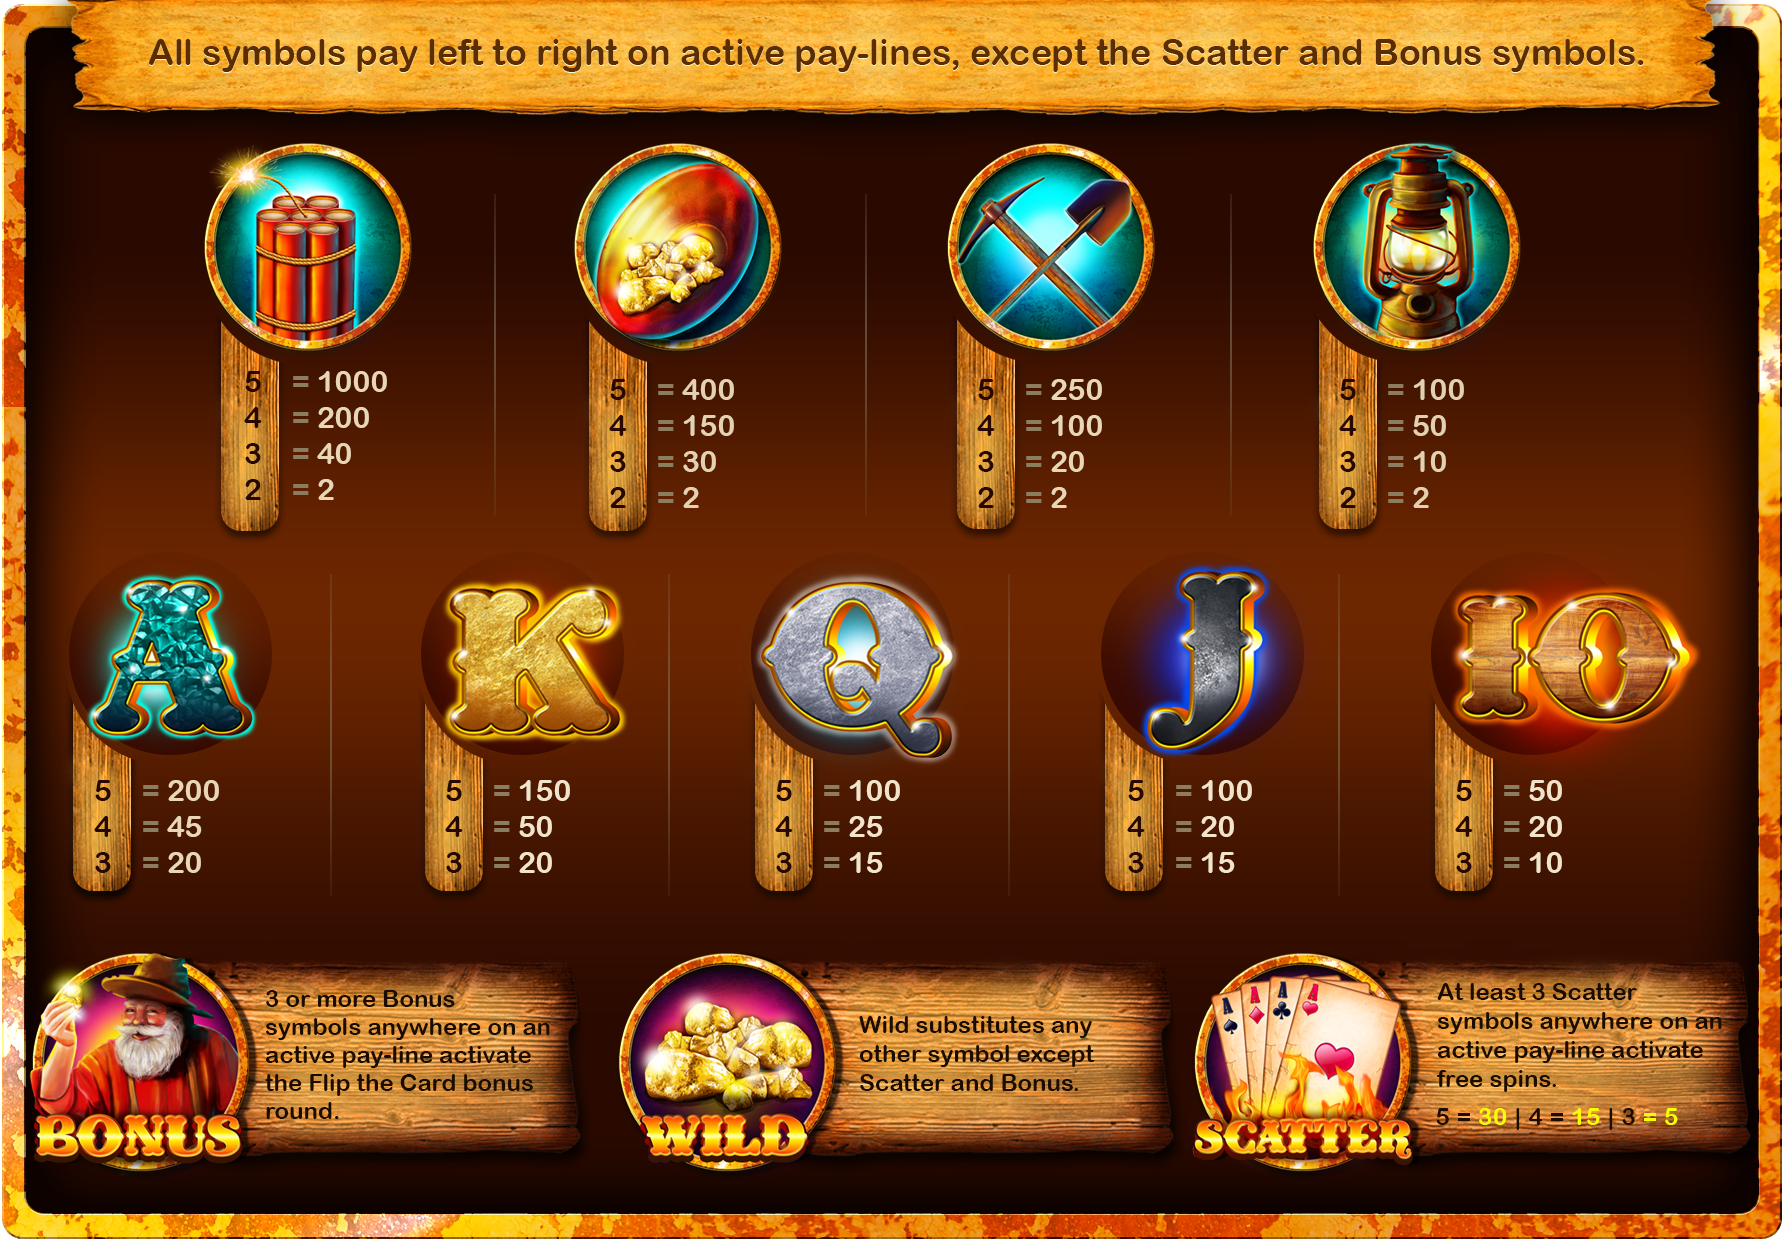 All symbols pay left to right on active pay-lines, except the Scatter and Bonus symbols.
5 = 1000
4 = 200
3 = 40
2 = 2
5 = 400
4 = 150
3 = 30
2 = 2
5 = 250
4 = 100
3 = 20
2 = 2
5 = 100
4 = 50
3 = 10
2 = 2
A
5 = 200
4 = 45
3 = 20
K
5 = 150
4 = 50
3 = 20
Q
5 = 100
4 = 25
3 = 15
J
5 = 100
4 = 20
3 = 15
10
5 = 50
4 = 20
3 = 10
BONUS
3 or more Bonus
symbols anywhere on an
active pay-line activate
the Flip the Card bonus
round.
WILD
Wild substitutes any
other symbol except
Scatter and Bonus.
A A A A
SCATTER
At least 3 Scatter
symbols anywhere on an
active pay-line activate
free spins.
5 = 30 | 4 = 15 | 3 = 5